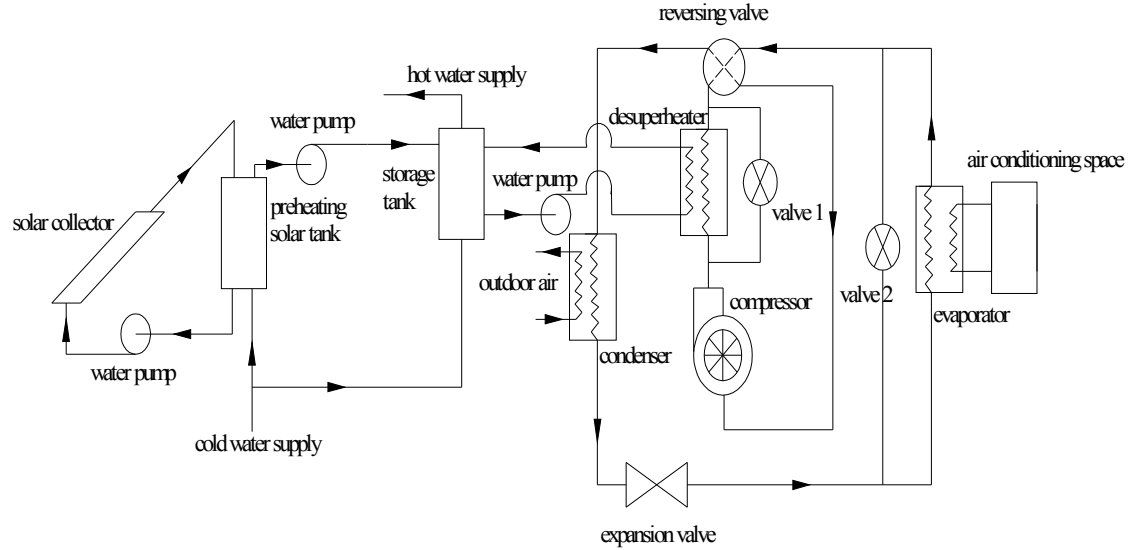 reversing valve
hot water supply
water pump
desuperheater
air conditioning space
storage
tank
water pump
preheating
solar tank
solar collector
valve 1
outdoor air
compressor
valve 2
evaporator
condenser
water pump
cold water supply
expansion valve